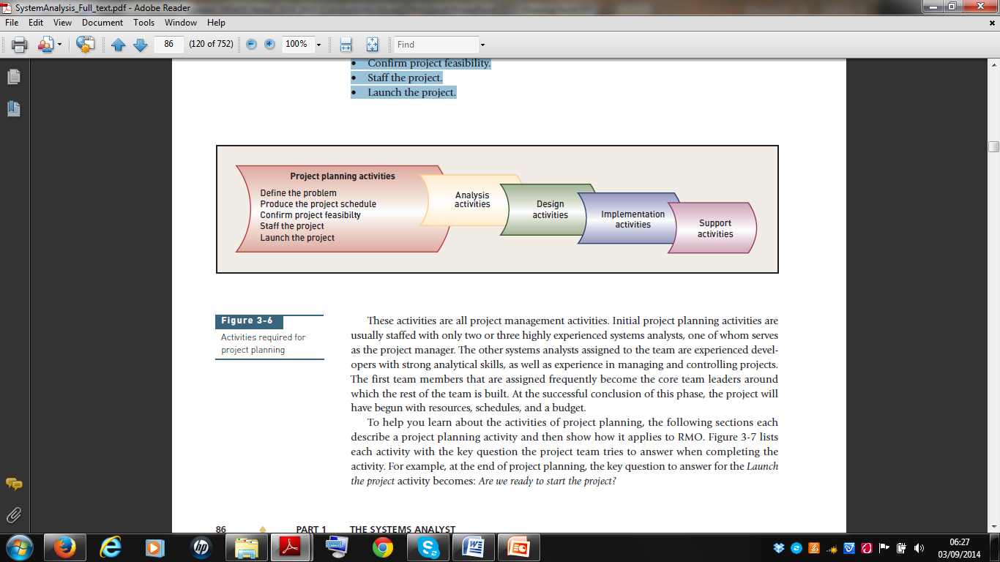 SystemAnalysis_Full_text.pdf - Adobe Reader
File Edit View Document Tools Window Help
86 (120 of 752) 100% Find
• Confirm project feasibility.
• Staff the project.
• Launch the project.
Project planning activities
Define the problem
Produce the project schedule
Confirm project feasibilty
Staff the project
Launch the project
Analysis
activities
Design
activities
Implementation
activities
Support
activities
Figure 3-6
Activities required for
project planning
These activities are all project management activities. Initial project planning activities are
usually staffed with only two or three highly experienced systems analysts, one of whom serves
as the project manager. The other systems analysts assigned to the team are experienced devel-
opers with strong analytical skills, as well as experience in managing and controlling projects.
The first team members that are assigned frequently become the core team leaders around
which the rest of the team is built. At the successful conclusion of this phase, the project will
have begun with resources, schedules, and a budget.
To help you learn about the activities of project planning, the following sections each
describe a project planning activity and then show how it applies to RMO. Figure 3-7 lists
each activity with the key question the project team tries to answer when completing the
activity. For example, at the end of project planning, the key question to answer for the Launch
the project activity becomes: Are we ready to start the project?
86 PART 1 THE SYSTEMS ANALYST
06:27
03/09/2014